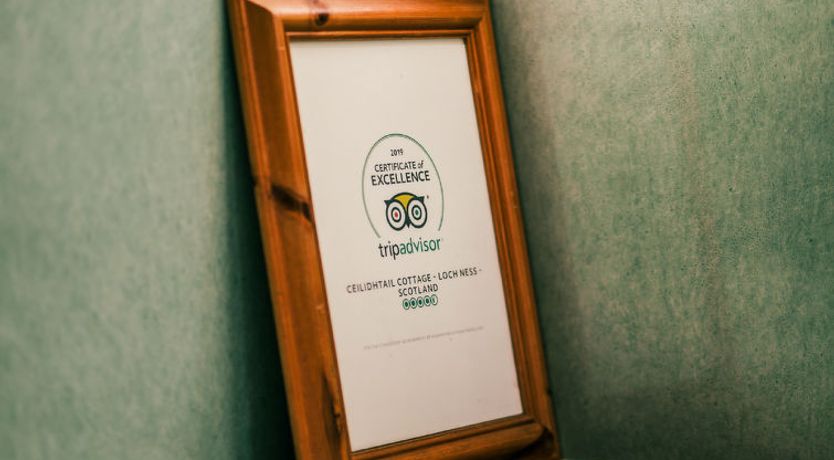 2019
CERTIFICATE of
EXCELLENCE
tripadvisor
CEILIDHTAIL COTTAGE - LOCH NESS -
SCOTLAND